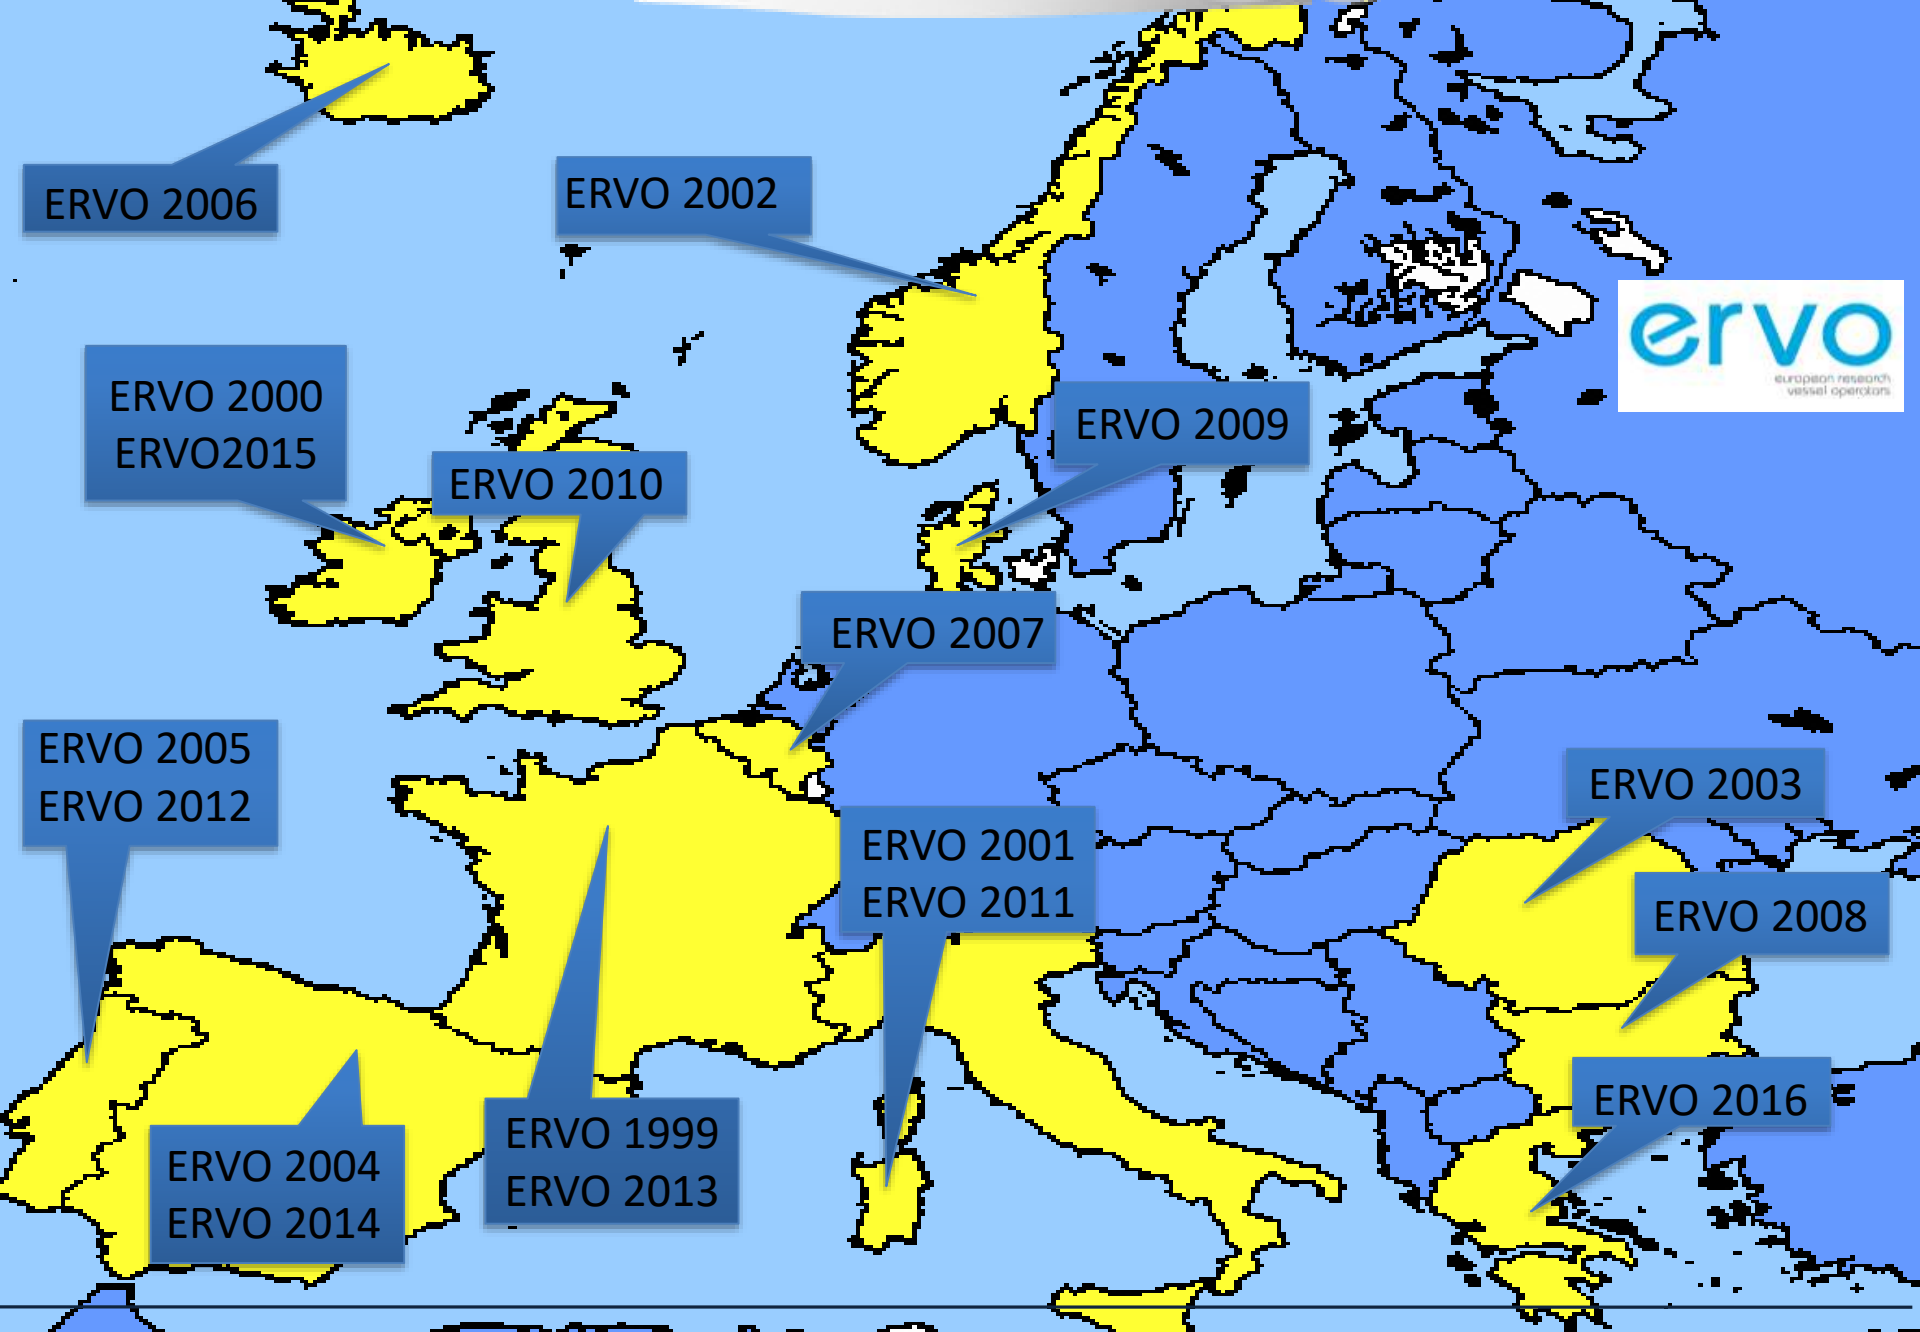 ERVO 2006
ERVO 2002
ervo
european research
vessel operators
ERVO 2000
ERVO2015
ERVO 2009
ERVO 2010
ERVO 2007
ERVO 2005
ERVO 2012
ERVO 2003
ERVO 2001
ERVO 2011
ERVO 2008
ERVO 2016
ERVO 1999
ERVO 2013
ERVO 2004
ERVO 2014